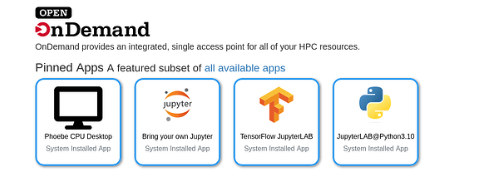 OPEN
OnDemand
OnDemand provides an integrated, single access point for all of your HPC resources.
Pinned Apps A featured subset of all available apps
jupyter
Phoebe CPU Desktop Bring your own Jupyter TensorFlow JupyterLAB JupyterLAB@Python3.10
System Installed App System Installed App System Installed App System Installed App